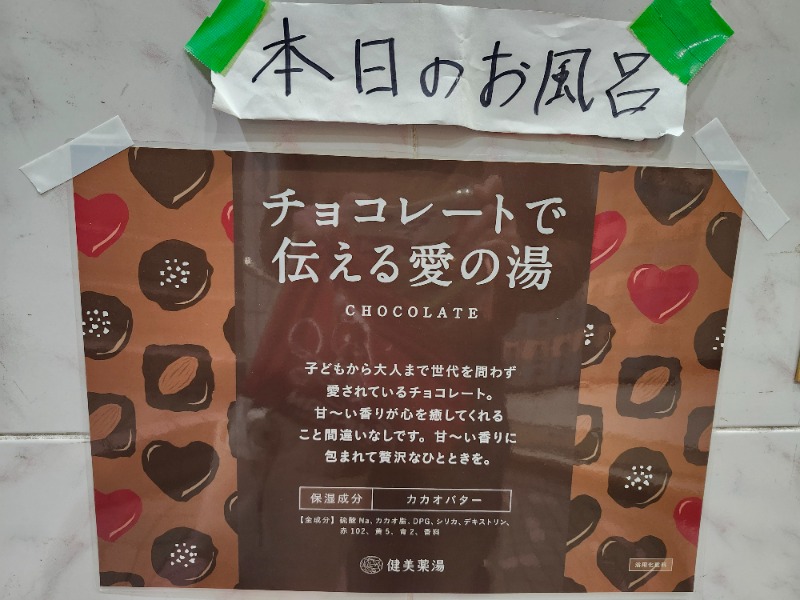 本日のお風呂
チョコレートで
伝える愛の湯
CHOCOLATE
子どもから大人まで世代を問わず
愛されているチョコレート。
甘〜い香りが心を癒してくれる
こと間違いなしです。甘〜い香りに
包まれて贅沢なひとときを。
保湿成分 カカオバター
【全成分】硫酸Na、カカオ脂、DPG、シリカ、デキストリン、
赤102、黄5、青2、香料
健美薬湯
浴用化粧料